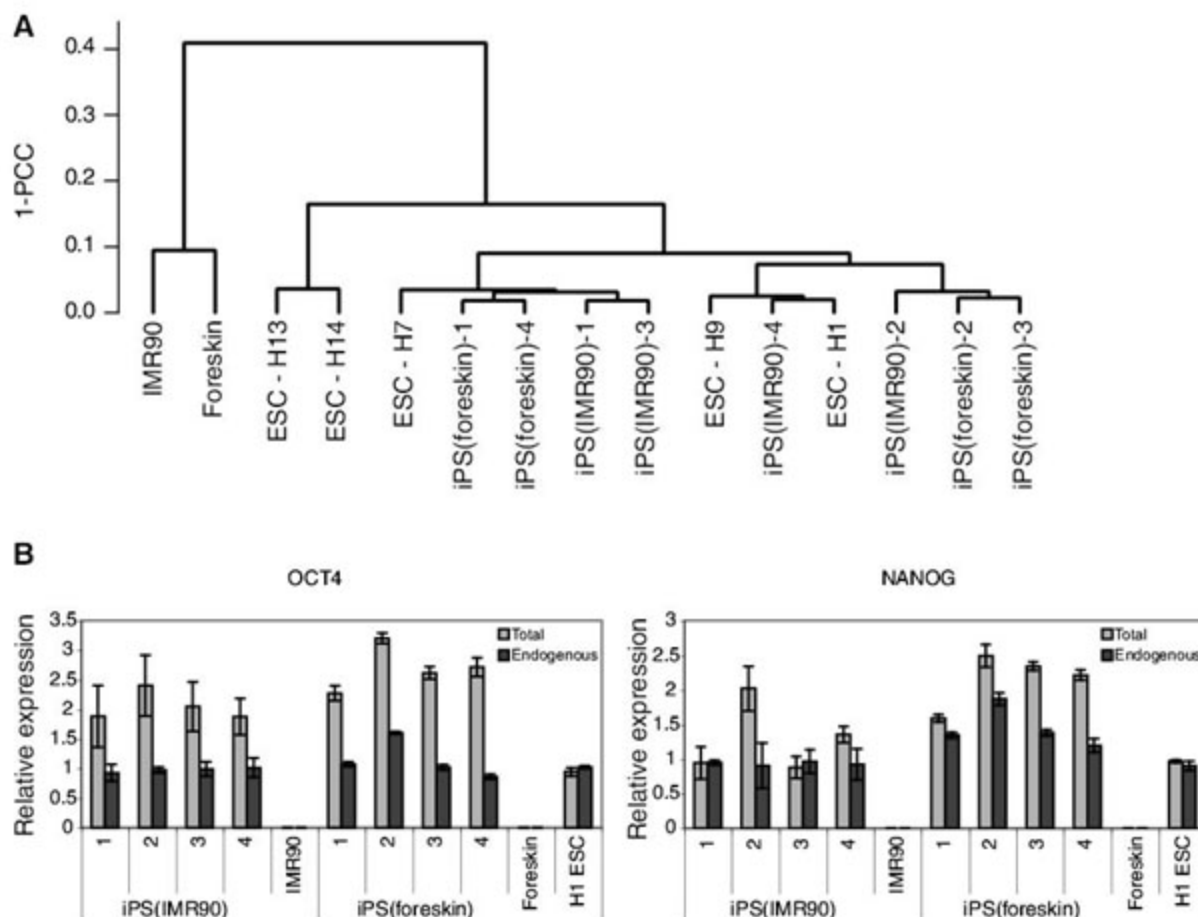 A
1-PCC
0.4
0.3
0.2
0.1
0.0
IMR90
Foreskin
ESC - H13
ESC - H14
ESC - H7
iPS(foreskin)-1
iPS(foreskin)-4
iPS(IMR90)-1
iPS(IMR90)-3
ESC - H9
iPS(IMR90)-4
ESC - H1
iPS(IMR90)-2
iPS(foreskin)-2
iPS(foreskin)-3
B
OCT4
Relative expression
3.5
3
2.5
2
1.5
1
0.5
0
Total
Endogenous
1
2
3
4
IMR90
1
2
3
4
Foreskin
H1 ESC
iPS(IMR90)
iPS(foreskin)
NANOG
Relative expression
3
2.5
2
1.5
1
0.5
0
Total
Endogenous
1
2
3
4
IMR90
1
2
3
4
Foreskin
H1 ESC
iPS(IMR90)
iPS(foreskin)